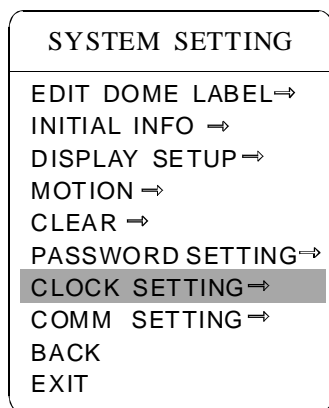 SYSTEM SETTING
EDIT DOME LABEL⇒
INITIAL INFO ⇒
DISPLAY SETUP⇒
MOTION ⇒
CLEAR ⇒
PASSWORD SETTING⇒
CLOCK SETTING⇒
COMM SETTING⇒
BACK
EXIT